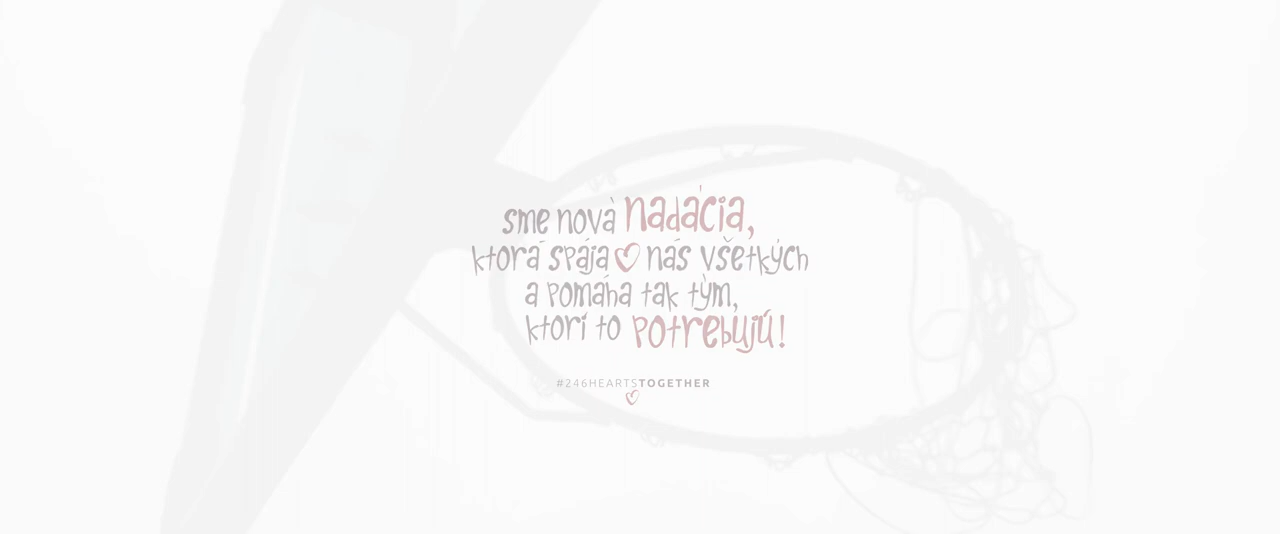 sme nová nadácia,
ktorá spája nás všetkých
a pomáha tak tým,
ktorí to potrebujú!
#246HEARTSTOGETHER